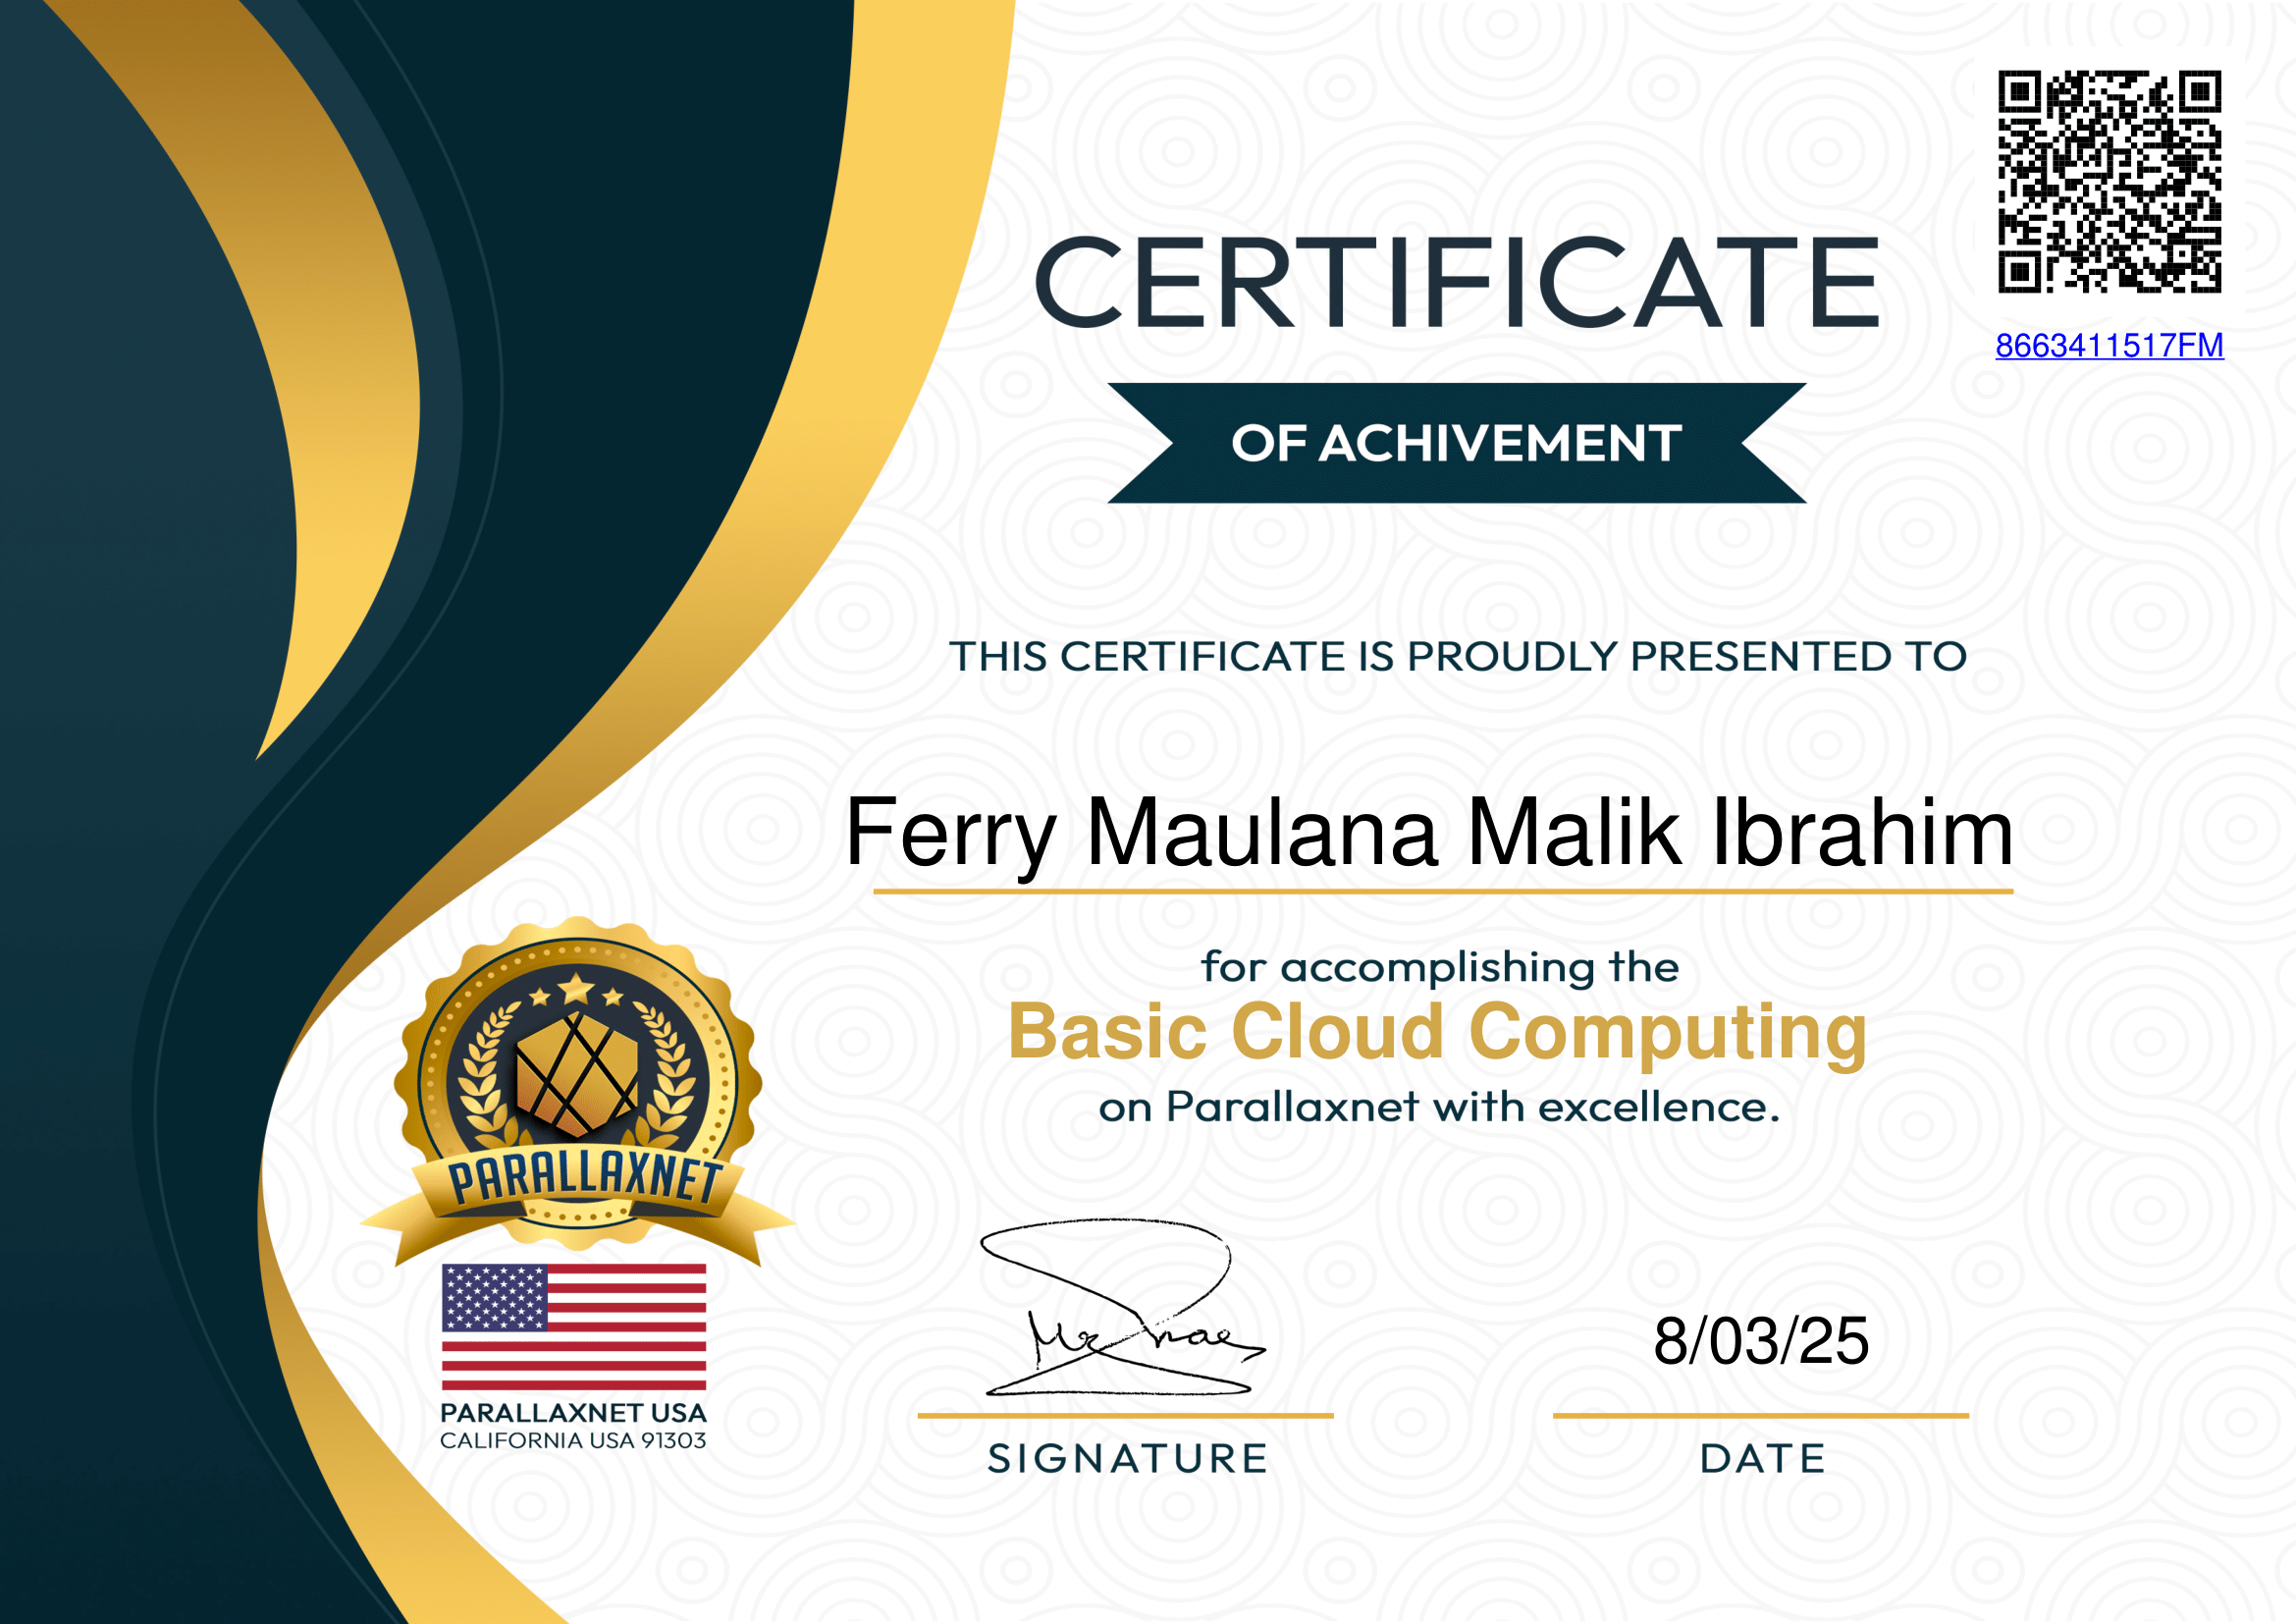 CERTIFICATE
8663411517FM
OF ACHIVEMENT
THIS CERTIFICATE IS PROUDLY PRESENTED TO
Ferry Maulana Malik Ibrahim
for accomplishing the
Basic Cloud Computing
on Parallaxnet with excellence.
PARALLAXNET
PARALLAXNET USA
CALIFORNIA USA 91303
SIGNATURE
8/03/25
DATE